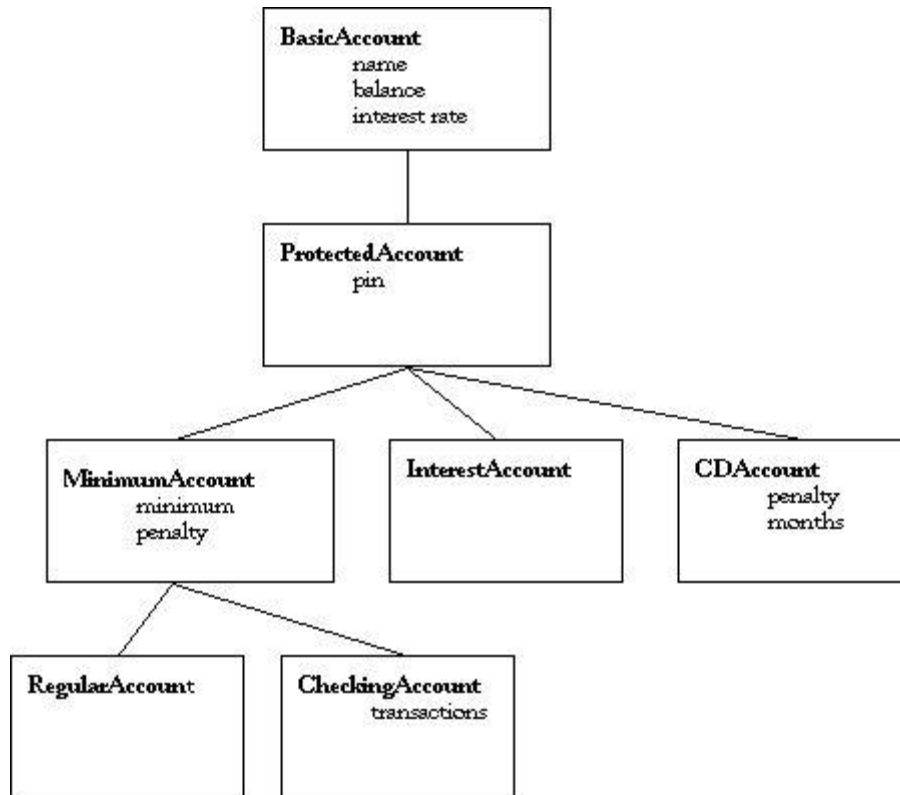 BasicAccount
name
balance
interest rate
ProtectedAccount
pin
MinimumAccount
minimum
penalty
InterestAccount
CDAccount
penalty
months
RegularAccount
CheckingAccount
transactions